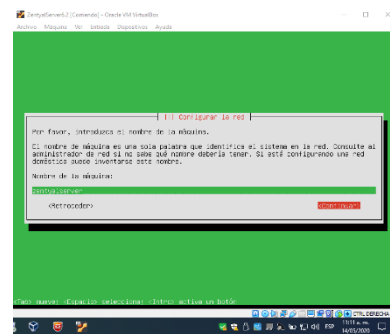 ZentyalServer6.2 [Corriendo] - Oracle VM VirtualBox
Archivo Máquina Ver Entrada Dispositivos Ayuda
[!] Configurar la red
Por favor, introduzca el nombre de la máquina.
El nombre de máquina es una sola palabra que identifica el sistema en la red. Consulte al
administrador de red si no sabe qué nombre debería tener. Si está configurando una red
doméstica puede inventarse este nombre.
Nombre de la máquina:
zentyalserver
<Retroceder> <Continuar>
<Tab> mueve; <Espacio> selecciona; <Intro> activa un botón
CTRL DERECHA
ESP
14/05/2020